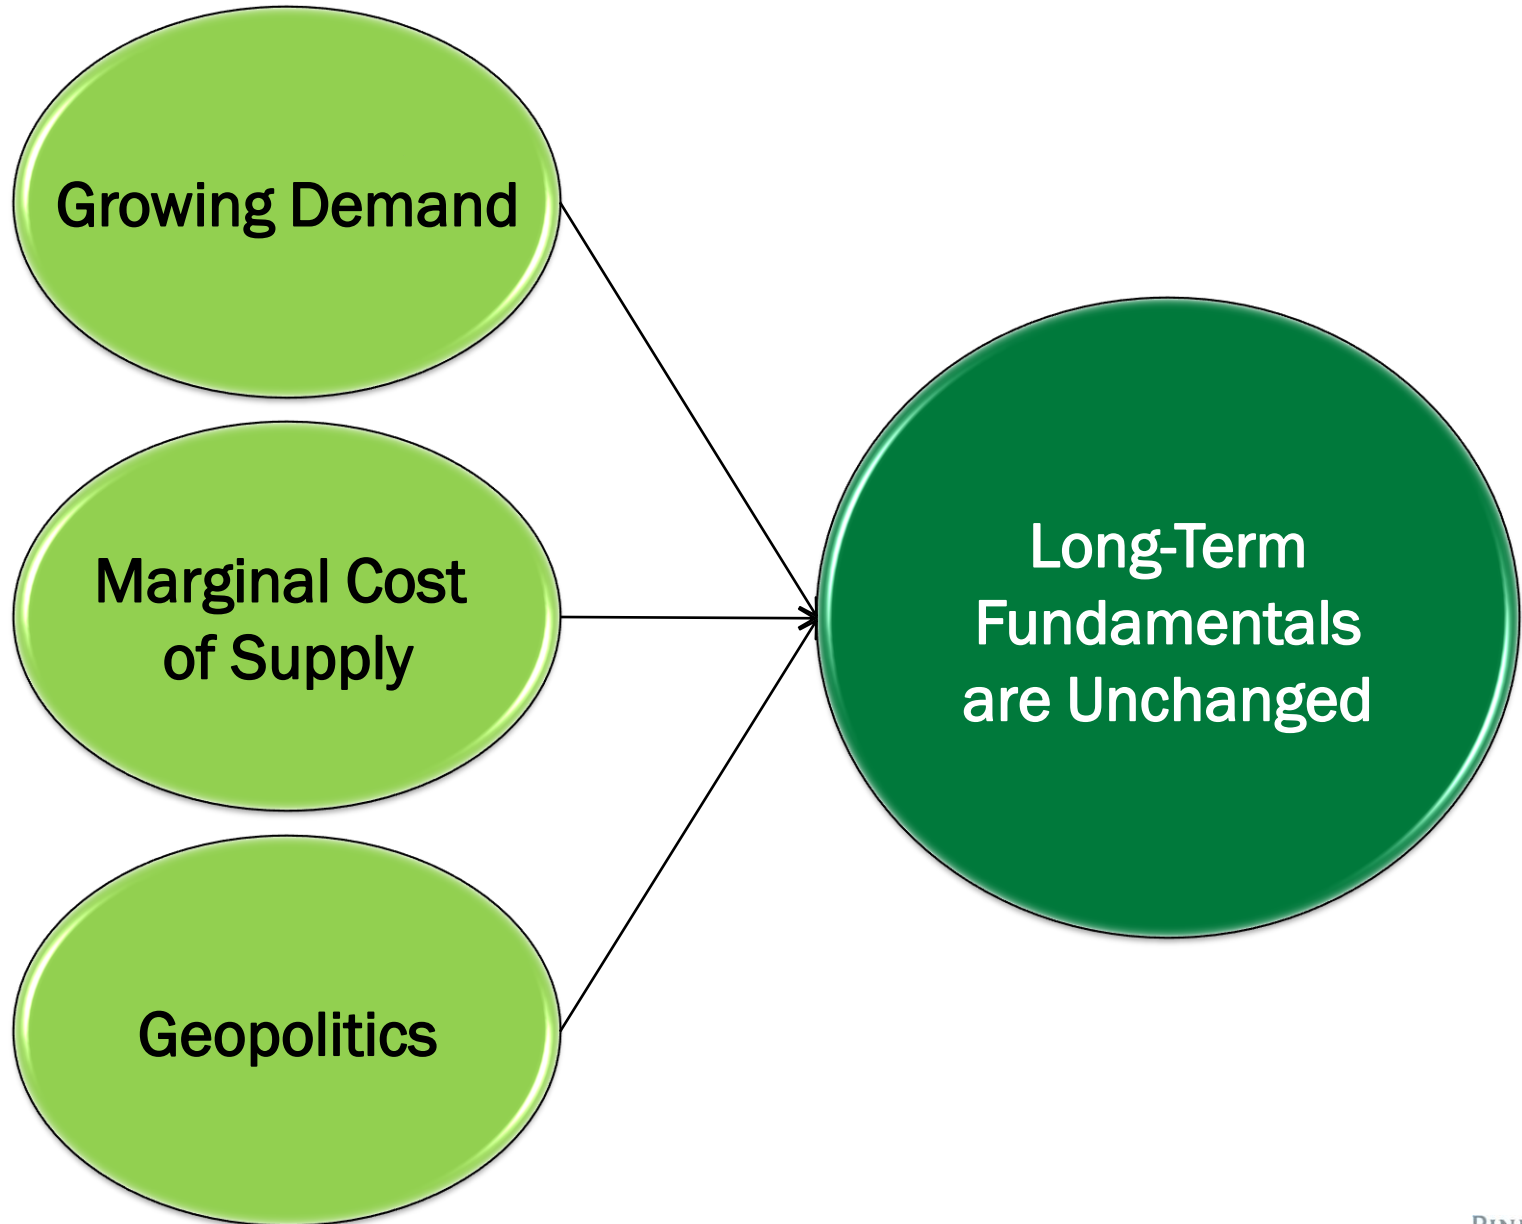 Growing Demand
Marginal Cost
of Supply
Geopolitics
Long-Term
Fundamentals
are Unchanged